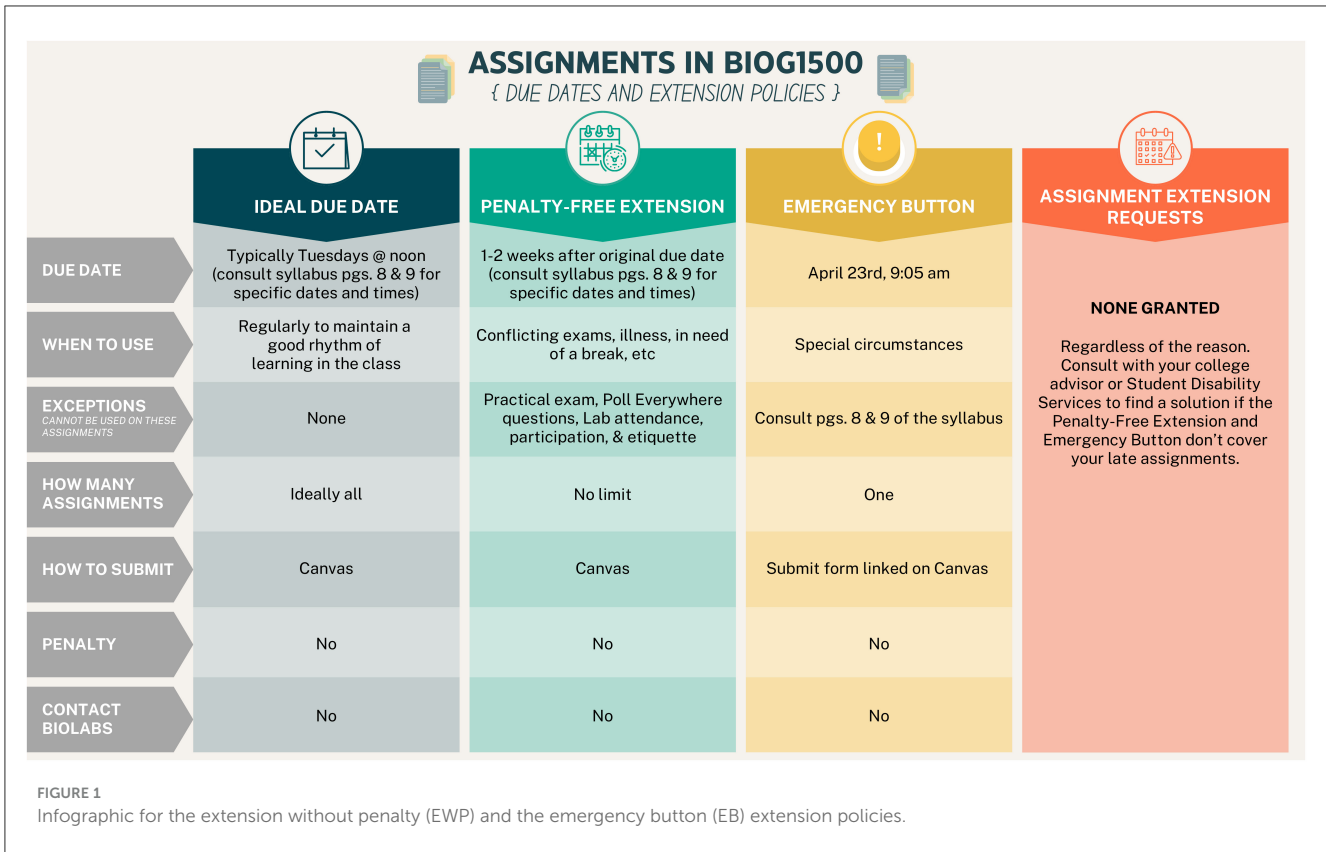 ASSIGNMENTS IN BIOG1500
{ DUE DATES AND EXTENSION POLICIES }
IDEAL DUE DATE
PENALTY-FREE EXTENSION
!
EMERGENCY BUTTON
ASSIGNMENT EXTENSION
REQUESTS
DUE DATE
Typically Tuesdays @ noon
(consult syllabus pgs. 8 & 9 for
specific dates and times)
1-2 weeks after original due date
(consult syllabus pgs. 8 & 9 for
specific dates and times)
April 23rd, 9:05 am
WHEN TO USE
Regularly to maintain a
good rhythm of
learning in the class
Conflicting exams, illness, in need
of a break, etc
Special circumstances
EXCEPTIONS
CANNOT BE USED ON THESE
ASSIGNMENTS
None
Practical exam, Poll Everywhere
questions, Lab attendance,
participation, & etiquette
Consult pgs. 8 & 9 of the syllabus
HOW MANY
ASSIGNMENTS
Ideally all
No limit
One
HOW TO SUBMIT
Canvas
Canvas
Submit form linked on Canvas
PENALTY
No
No
No
CONTACT
BIOLABS
No
No
No
NONE GRANTED
Regardless of the reason.
Consult with your college
advisor or Student Disability
Services to find a solution if the
Penalty-Free Extension and
Emergency Button don't cover
your late assignments.
FIGURE 1
Infographic for the extension without penalty (EWP) and the emergency button (EB) extension policies.